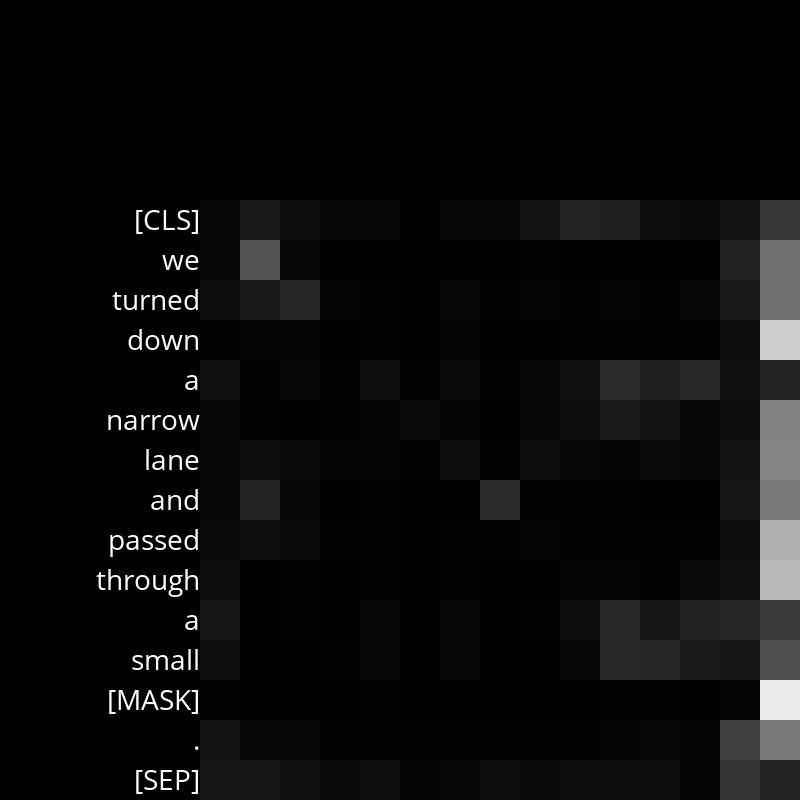 [CLS]
we
turned
down
a
narrow
lane
and
passed
through
a
small
[MASK]
.
[SEP]